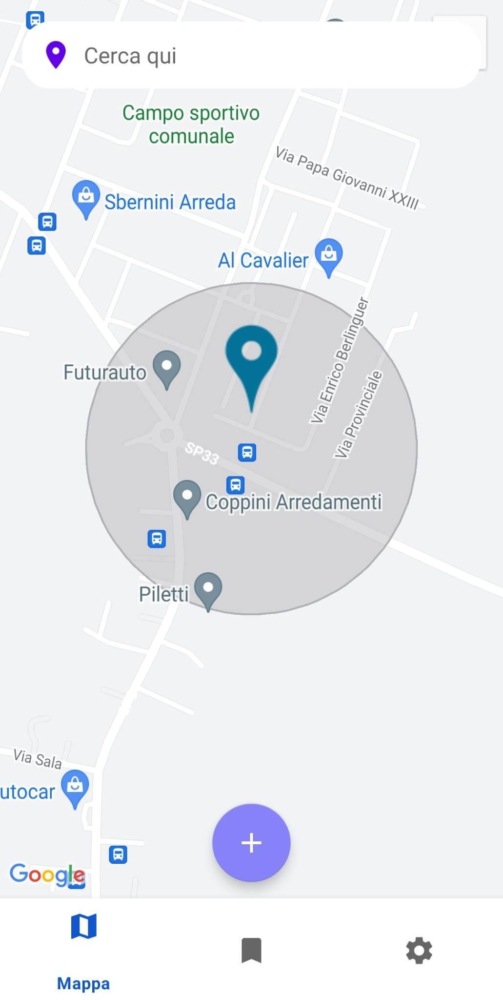 Cerca qui
Campo sportivo
comunale
Via Papa Giovanni XXIII
Sbernini Arreda
Al Cavalier
Via Enrico Berlinguer
Futurauto
Via Provinciale
SP33
Coppini Arredamenti
Piletti
Via Sala
utocar
Google
Mappa